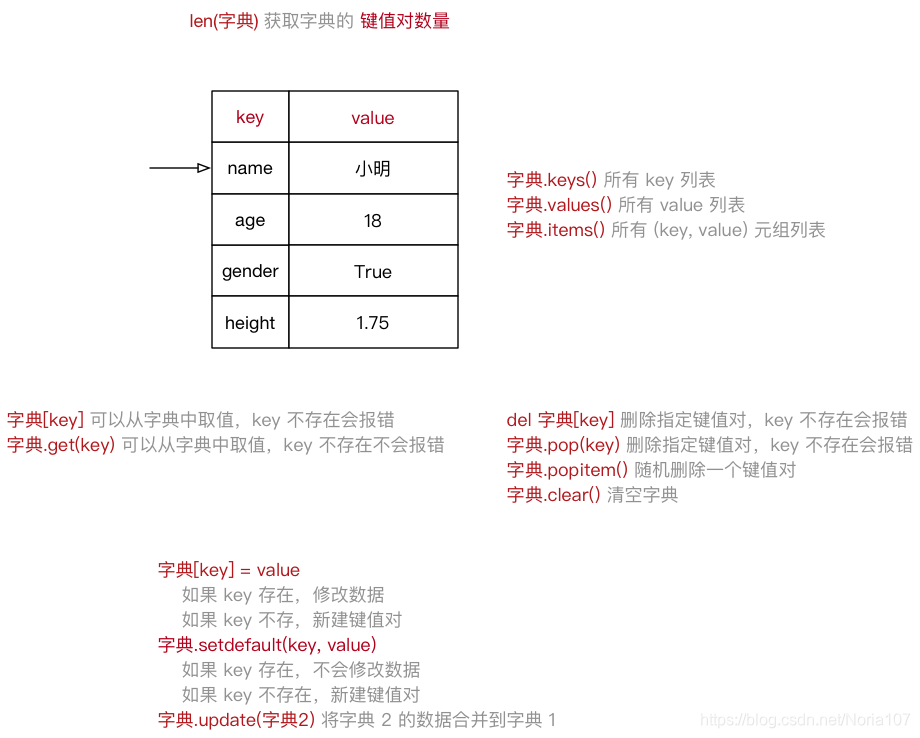 len(字典) 获取字典的 键值对数量
key value
name 小明
age 18
gender True
height 1.75
字典.keys() 所有 key 列表
字典.values() 所有 value 列表
字典.items() 所有 (key, value) 元组列表
字典[key] 可以从字典中取值，key 不存在会报错
字典.get(key) 可以从字典中取值，key 不存在不会报错
del 字典[key] 删除指定键值对，key 不存在会报错
字典.pop(key) 删除指定键值对，key 不存在会报错
字典.popitem() 随机删除一个键值对
字典.clear() 清空字典
字典[key] = value
如果 key 存在，修改数据
如果 key 不存，新建键值对
字典.setdefault(key, value)
如果 key 存在，不会修改数据
如果 key 不存在，新建键值对
字典.update(字典2) 将字典 2 的数据合并到字典 1
https://blog.csdn.net/Noria107